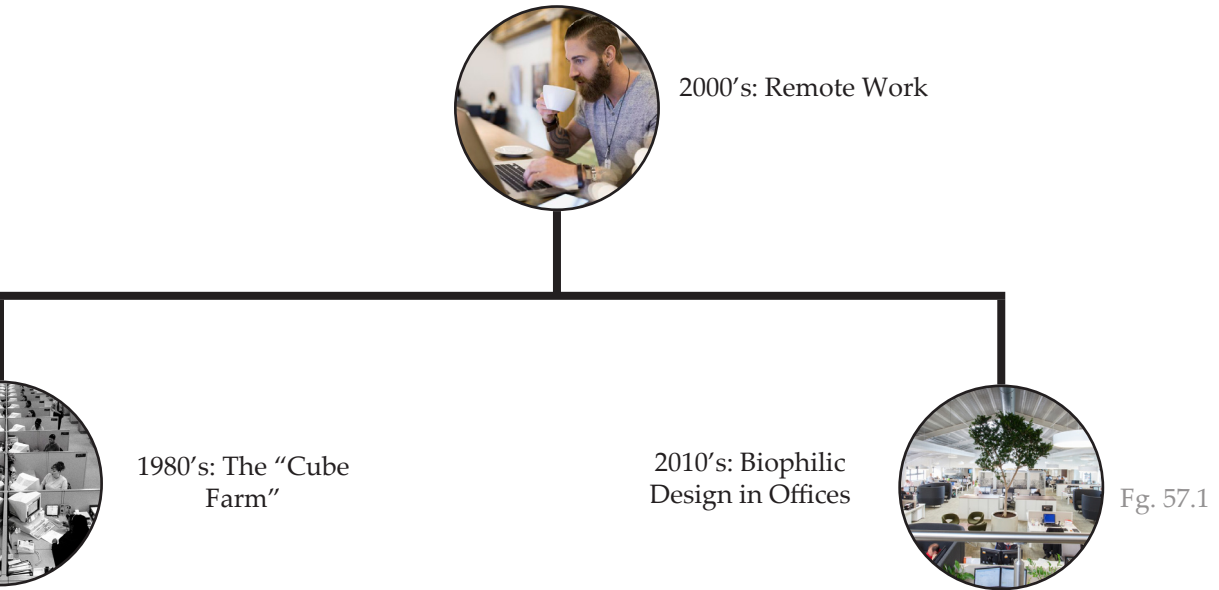 2000’s: Remote Work
1980’s: The “Cube
Farm”
2010’s: Biophilic
Design in Offices
Fg. 57.1